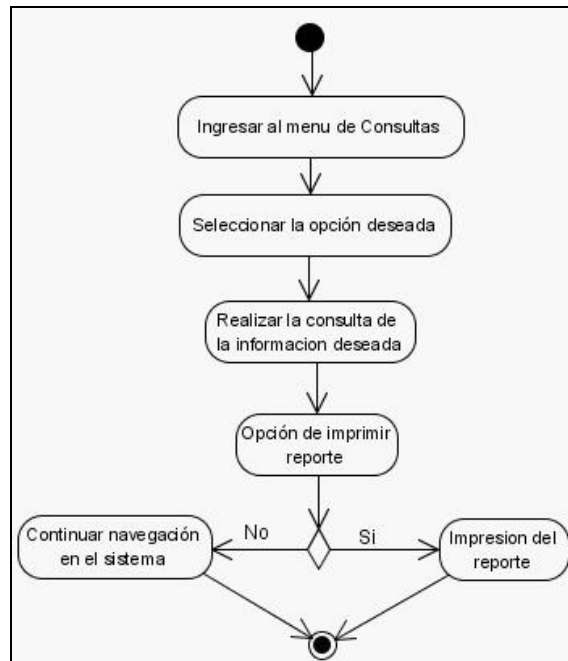 Ingresar al menu de Consultas
Seleccionar la opción deseada
Realizar la consulta de
la informacion deseada
Opción de imprimir
reporte
No
Si
Continuar navegación
en el sistema
Impresion del
reporte